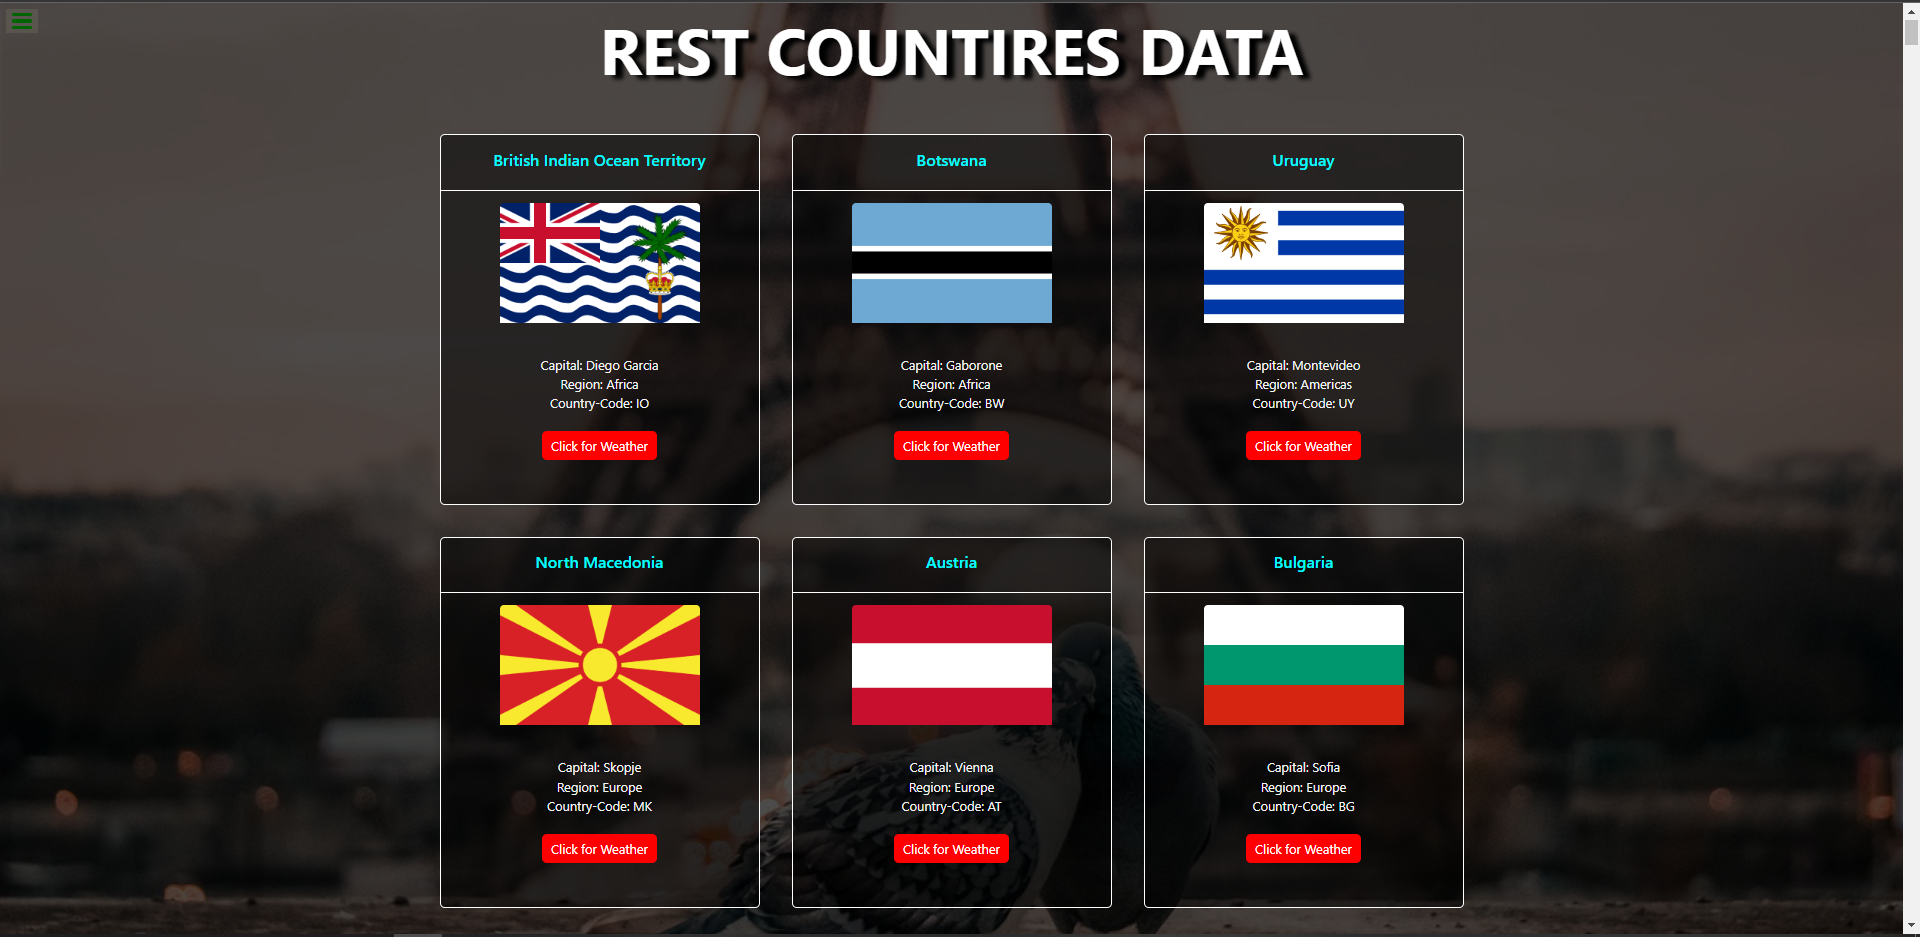 REST COUNTIRES DATA
British Indian Ocean Territory
Capital: Diego Garcia
Region: Africa
Country-Code: IO
Click for Weather
Botswana
Capital: Gaborone
Region: Africa
Country-Code: BW
Click for Weather
Uruguay
Capital: Montevideo
Region: Americas
Country-Code: UY
Click for Weather
North Macedonia
Capital: Skopje
Region: Europe
Country-Code: MK
Click for Weather
Austria
Capital: Vienna
Region: Europe
Country-Code: AT
Click for Weather
Bulgaria
Capital: Sofia
Region: Europe
Country-Code: BG
Click for Weather